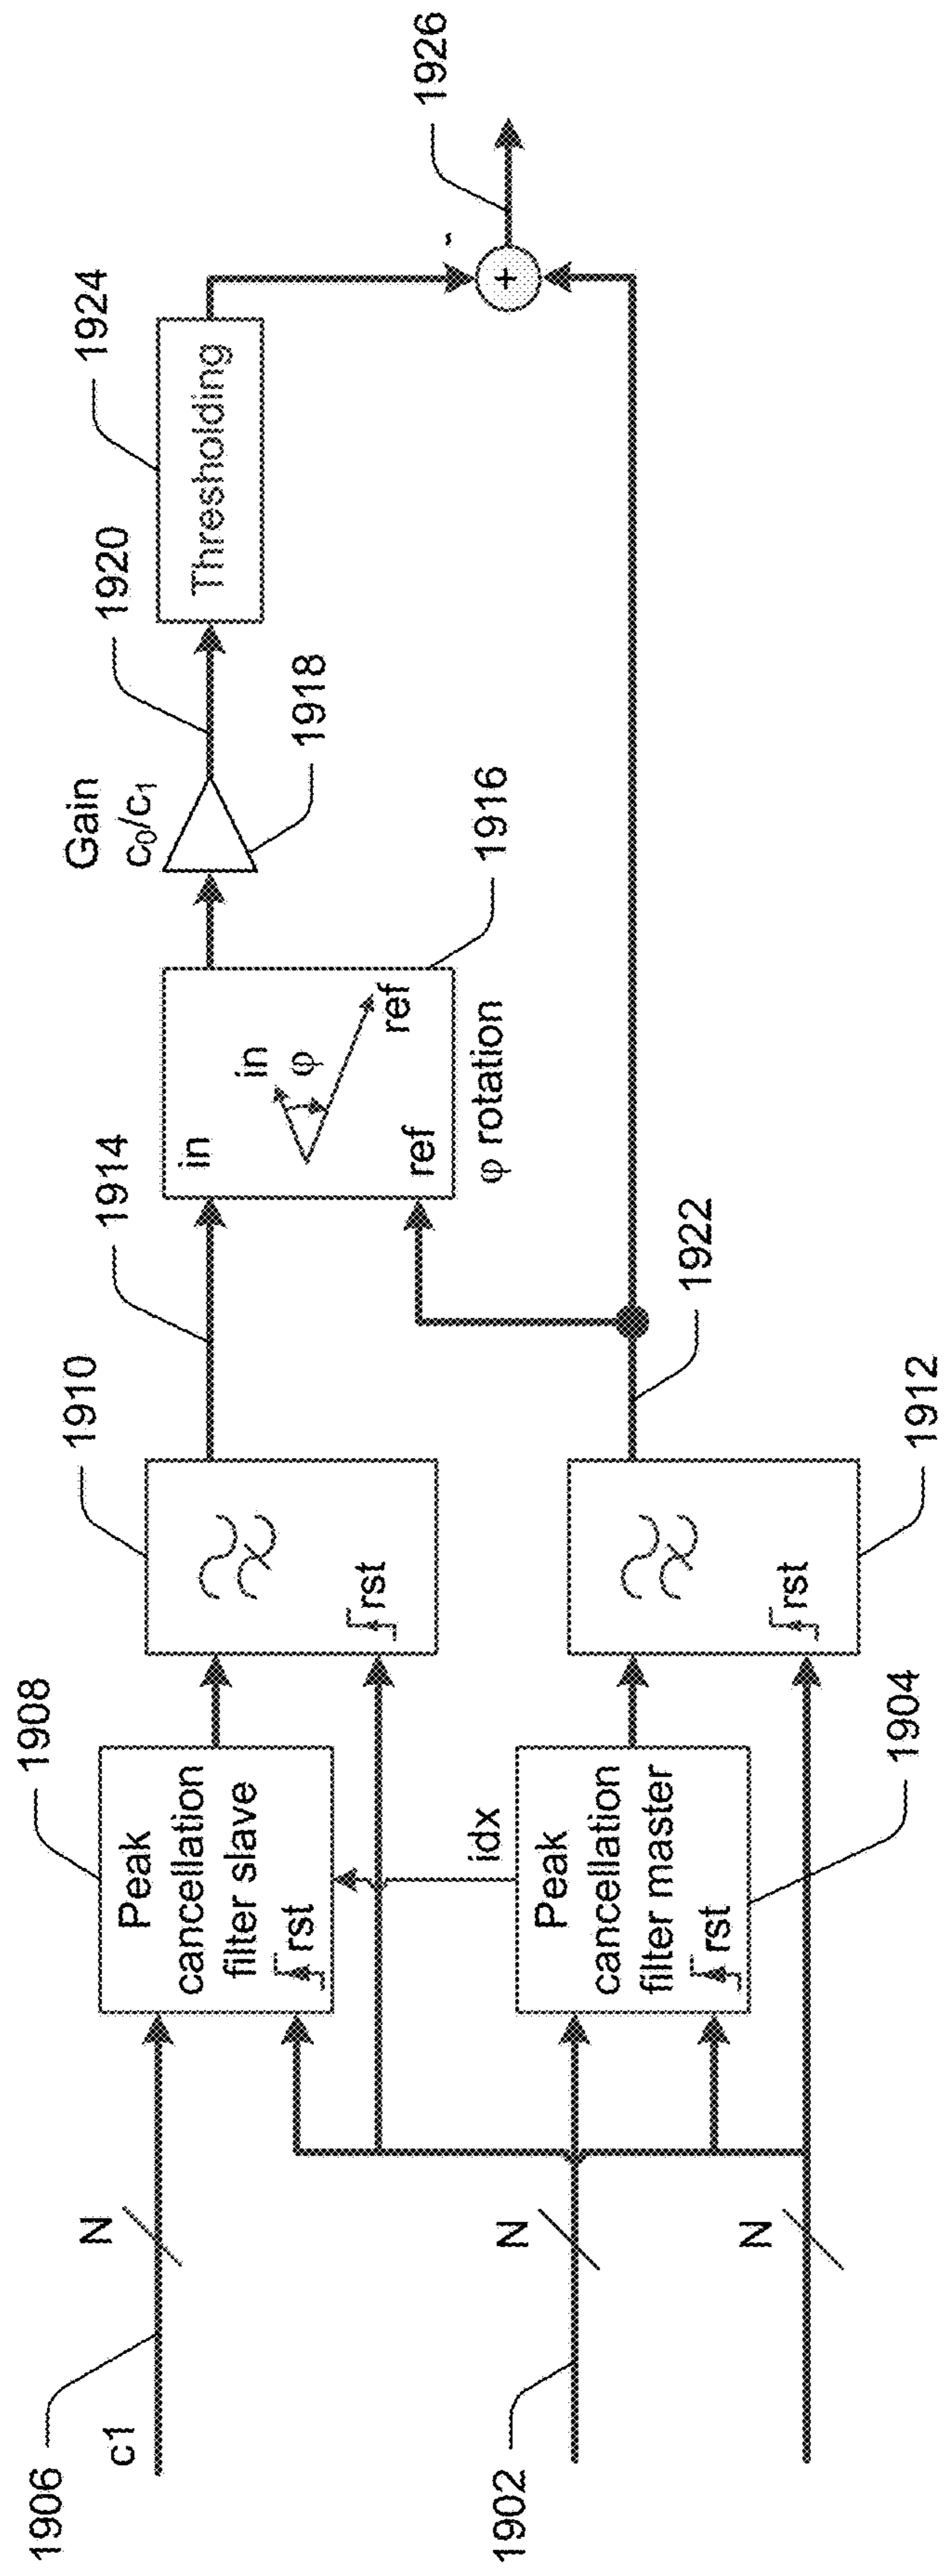 1906
c1
N
1908
Peak
cancellation
filter slave
rst
1910
rst
1914
in
in
φ
ref
ref
φ rotation
1916
Gain
c0/c1
1918
1920
Thresholding
1924
-
+
1926
1902
N
N
idx
Peak
cancellation
filter master
rst
1904
rst
1912
1922